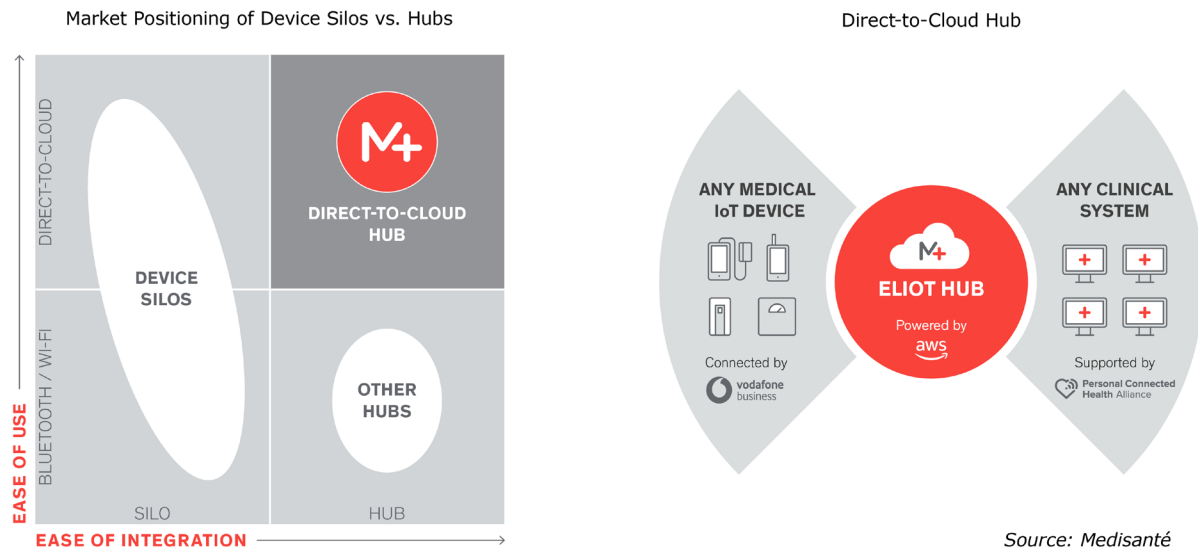 Market Positioning of Device Silos vs. Hubs
EASE OF USE
DIRECT-TO-CLOUD
BLUETOOTH / WI-FI
M+
DIRECT-TO-CLOUD
HUB
DEVICE
SILOS
OTHER
HUBS
SILO
HUB
EASE OF INTEGRATION
Direct-to-Cloud Hub
ANY MEDICAL
IoT DEVICE
Connected by
vodafone
business
M+
ELIOT HUB
Powered by
aws
ANY CLINICAL
SYSTEM
Supported by
Personal Connected
Health Alliance
Source: Medisanté